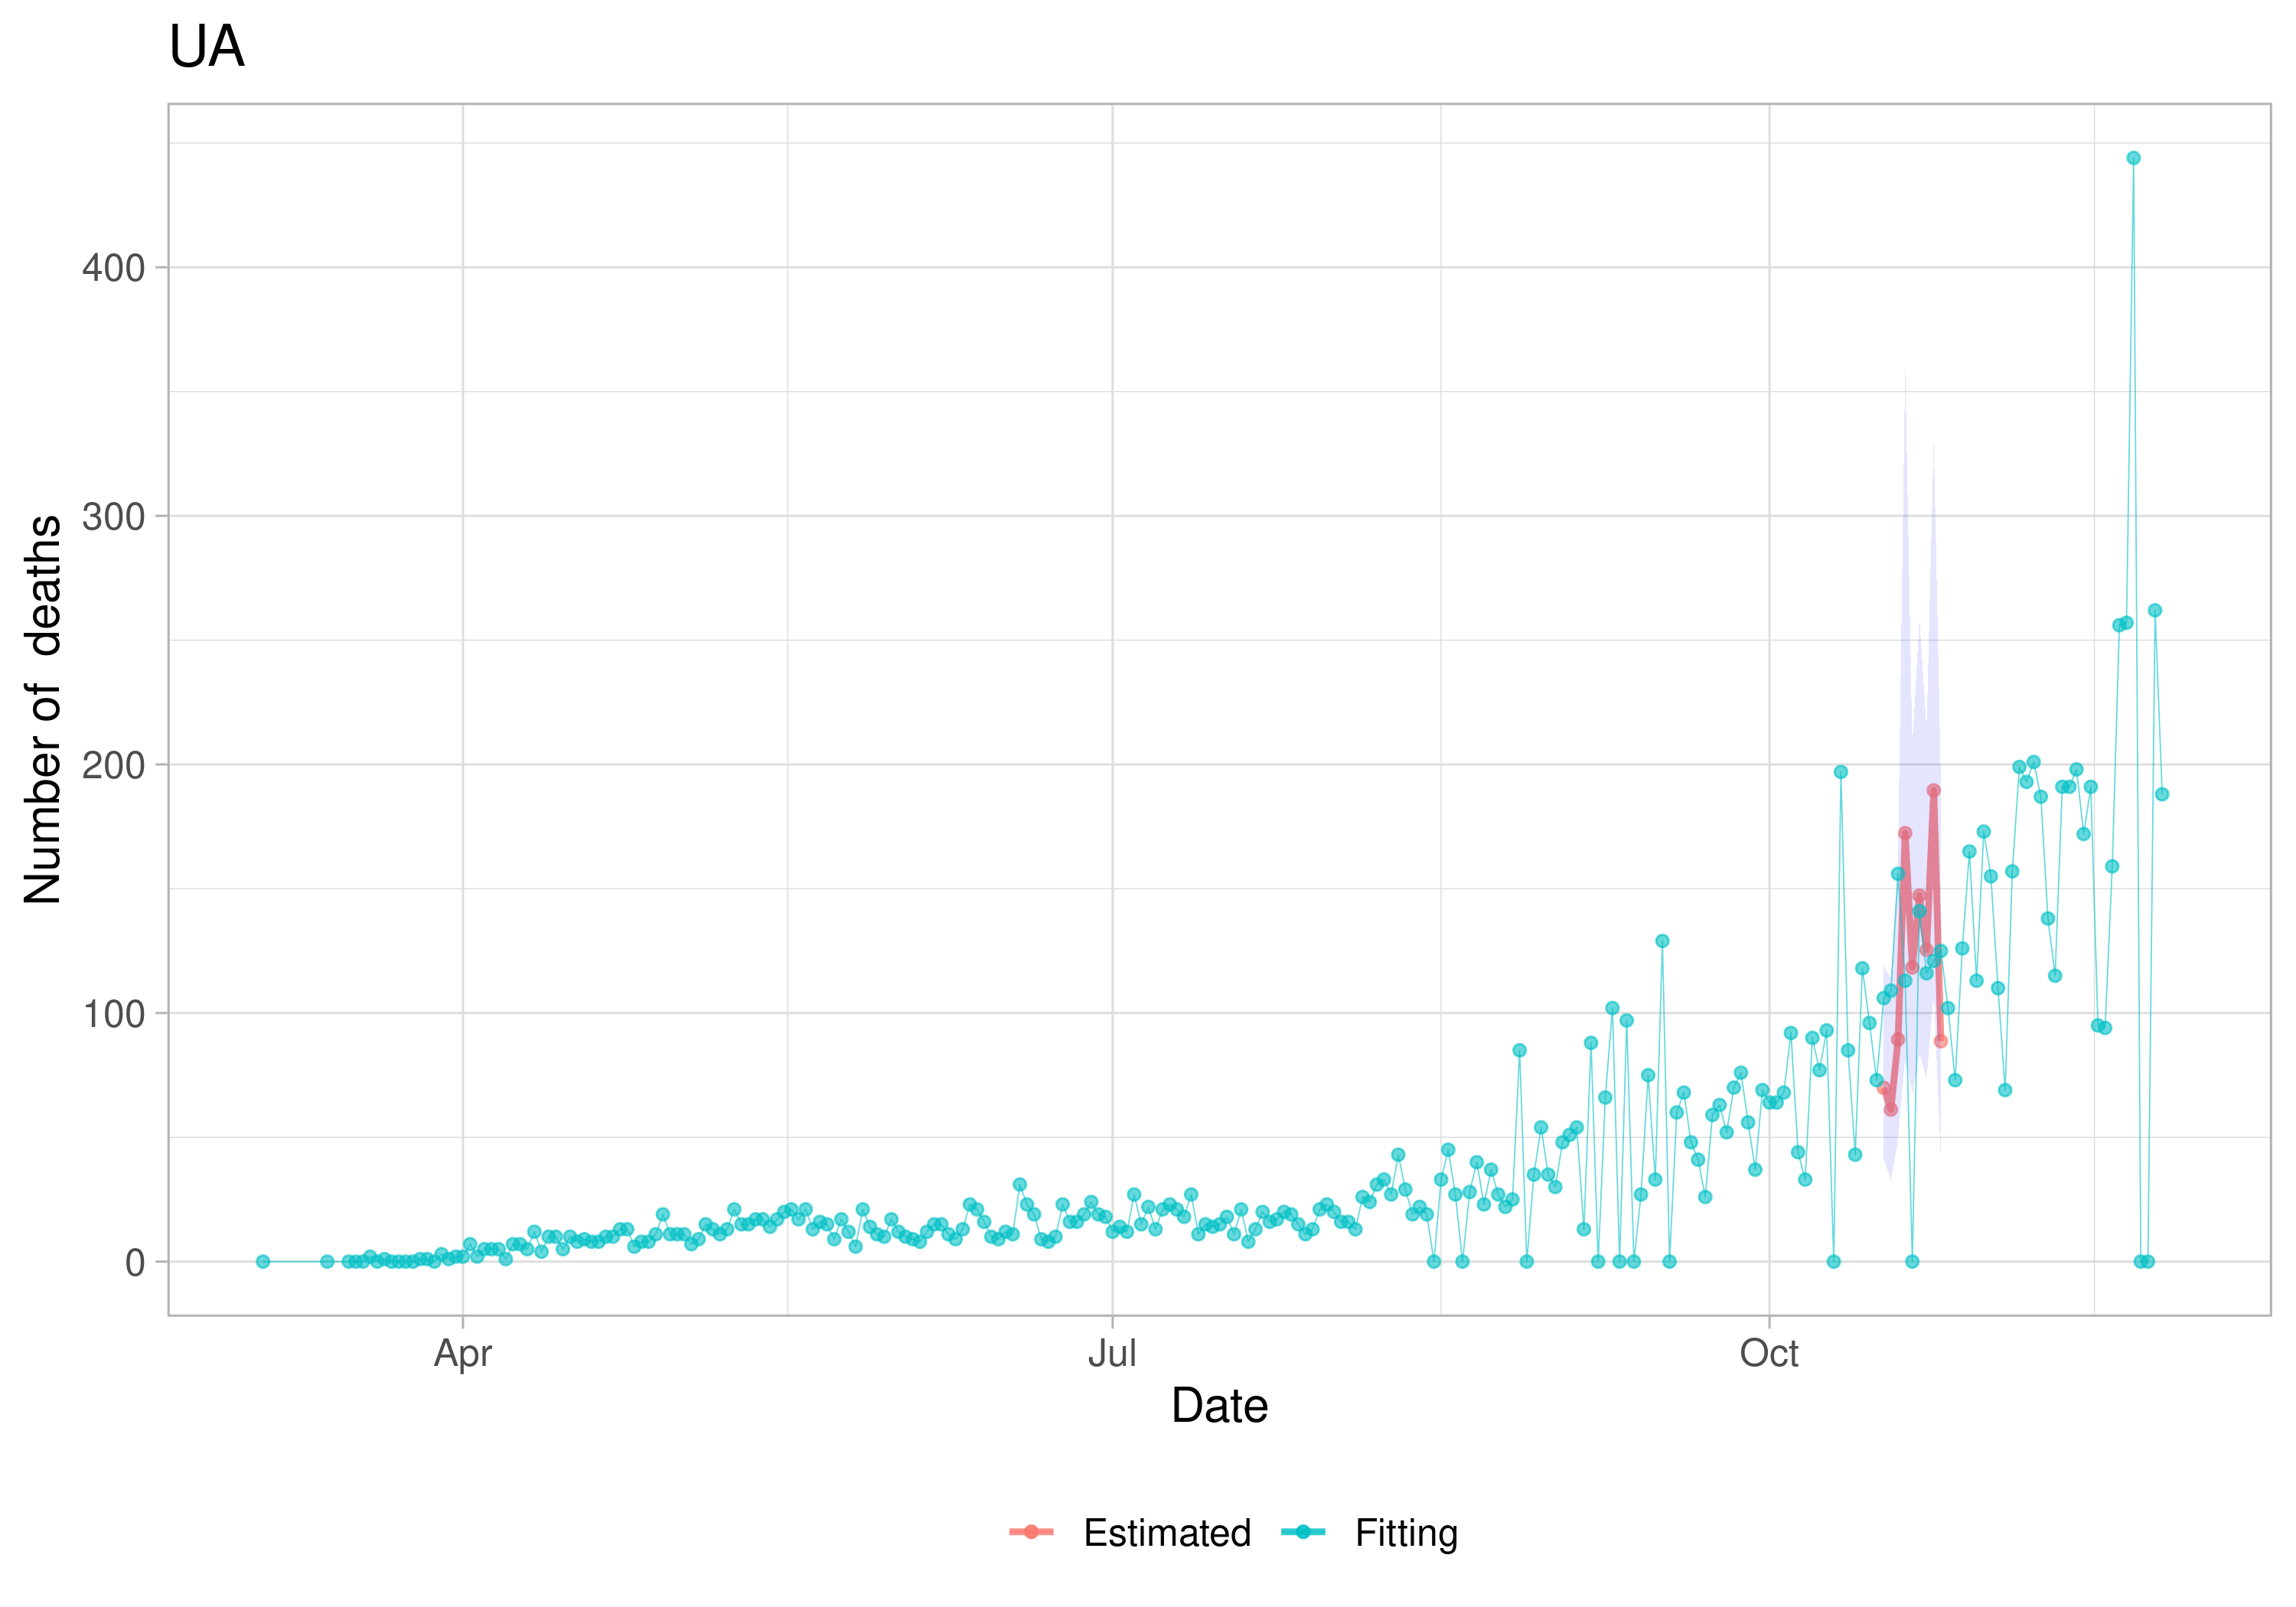 UA
Number of  deaths
400
300
200
100
0
Apr
Jul
Oct
Date
Estimated
Fitting